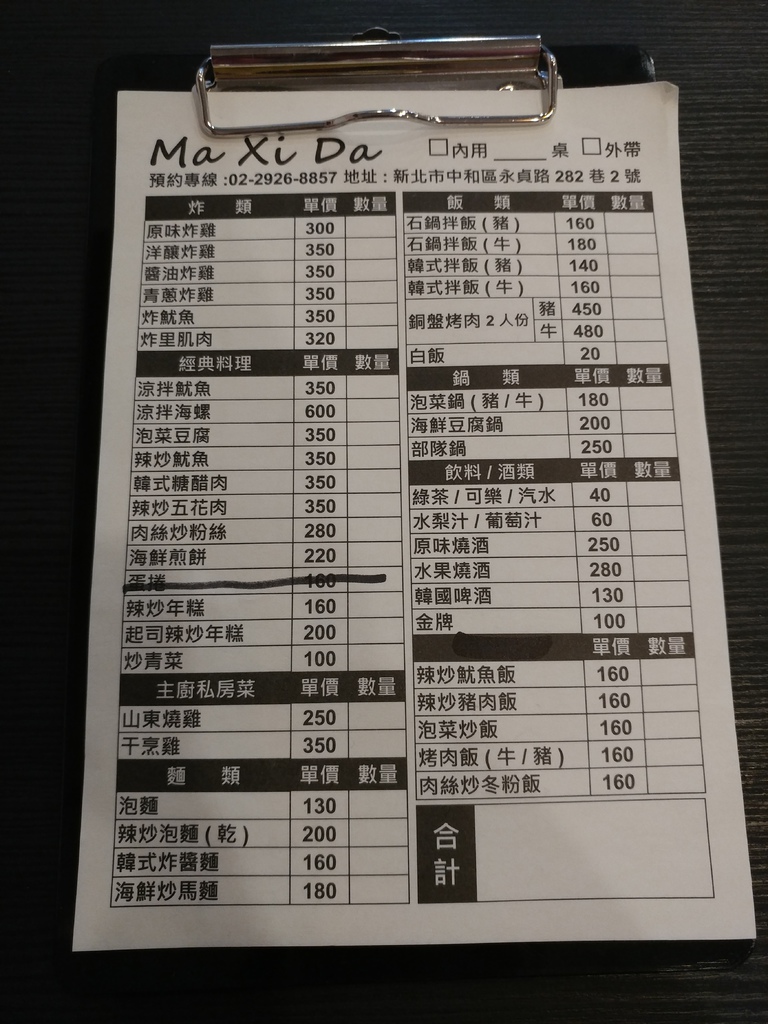 Ma Xi Da
□內用 _____ 桌 □外帶
預約專線 :02-2926-8857 地址 : 新北市中和區永貞路 282 巷 2 號
炸 類 單價 數量
原味炸雞 300
洋釀炸雞 350
醬油炸雞 350
青蔥炸雞 350
炸魷魚 350
炸里肌肉 320
經典料理 單價 數量
涼拌魷魚 350
涼拌海螺 600
泡菜豆腐 350
辣炒魷魚 350
韓式糖醋肉 350
辣炒五花肉 350
肉絲炒粉絲 280
海鮮煎餅 220
蛋捲 160
辣炒年糕 160
起司辣炒年糕 200
炒青菜 100
主廚私房菜 單價 數量
山東燒雞 250
干烹雞 350
麵 類 單價 數量
泡麵 130
辣炒泡麵 ( 乾 ) 200
韓式炸醬麵 160
海鮮炒馬麵 180
飯 類 單價 數量
石鍋拌飯 ( 豬 ) 160
石鍋拌飯 ( 牛 ) 180
韓式拌飯 ( 豬 ) 140
韓式拌飯 ( 牛 ) 160
銅盤烤肉 2 人份 豬 450
牛 480
白飯 20
鍋 類 單價 數量
泡菜鍋 ( 豬 / 牛 ) 180
海鮮豆腐鍋 200
部隊鍋 250
飲料 / 酒類 單價 數量
綠茶 / 可樂 / 汽水 40
水梨汁 / 葡萄汁 60
原味燒酒 250
水果燒酒 280
韓國啤酒 130
金牌 100
單價 數量
辣炒魷魚飯 160
辣炒豬肉飯 160
泡菜炒飯 160
烤肉飯 ( 牛 / 豬 ) 160
肉絲炒冬粉飯 160
合計